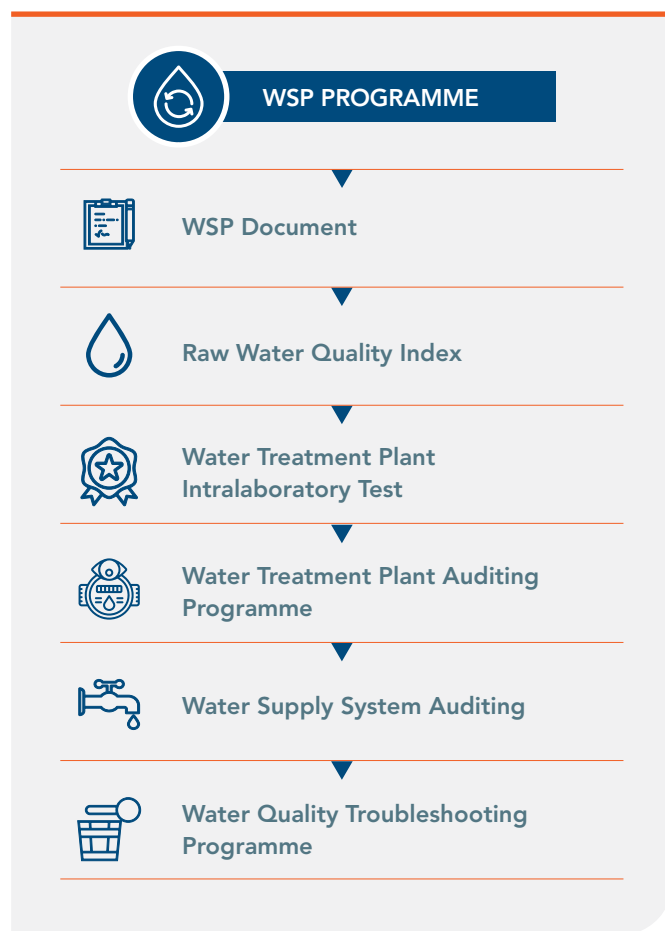 WSP PROGRAMME
WSP Document
Raw Water Quality Index
Water Treatment Plant
Intralaboratory Test
Water Treatment Plant Auditing
Programme
Water Supply System Auditing
Water Quality Troubleshooting
Programme